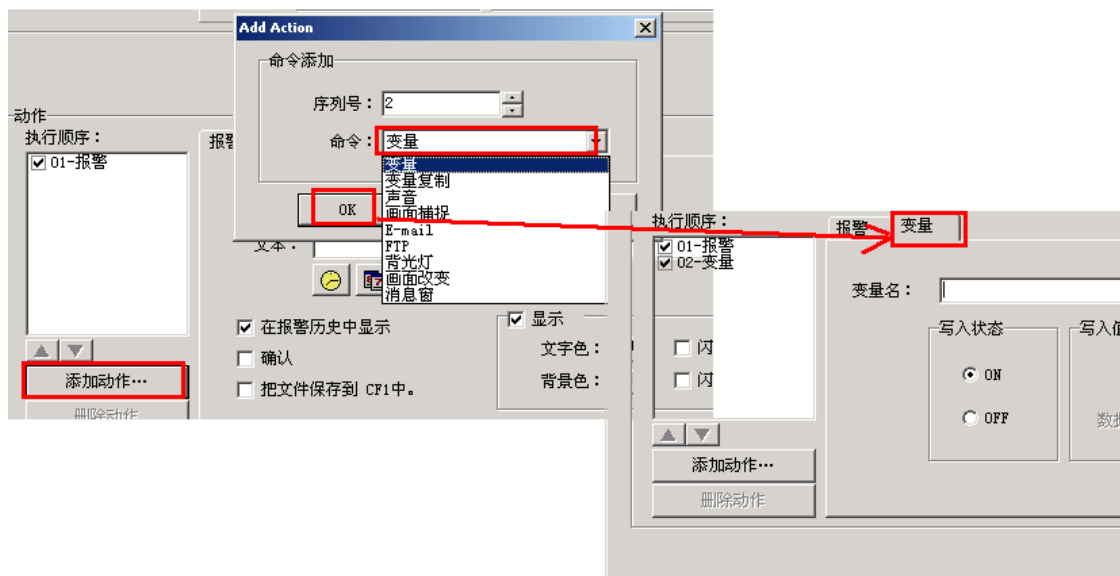 Add Action
命令添加
序列号： 2
命令： 变量
变量
变量复制
声音
画面捕捉
E-mail
FTP
背光灯
画面改变
消息窗
OK
动作
执行顺序：
01-报警
报警
文本：
在报警历史中显示
确认
把文件保存到 CF1中。
显示
文字色：
背景色：
添加动作…
删除动作
执行顺序：
01-报警
02-变量
报警
变量
变量名：
写入状态
ON
OFF
写入值
闪
闪
添加动作…
删除动作